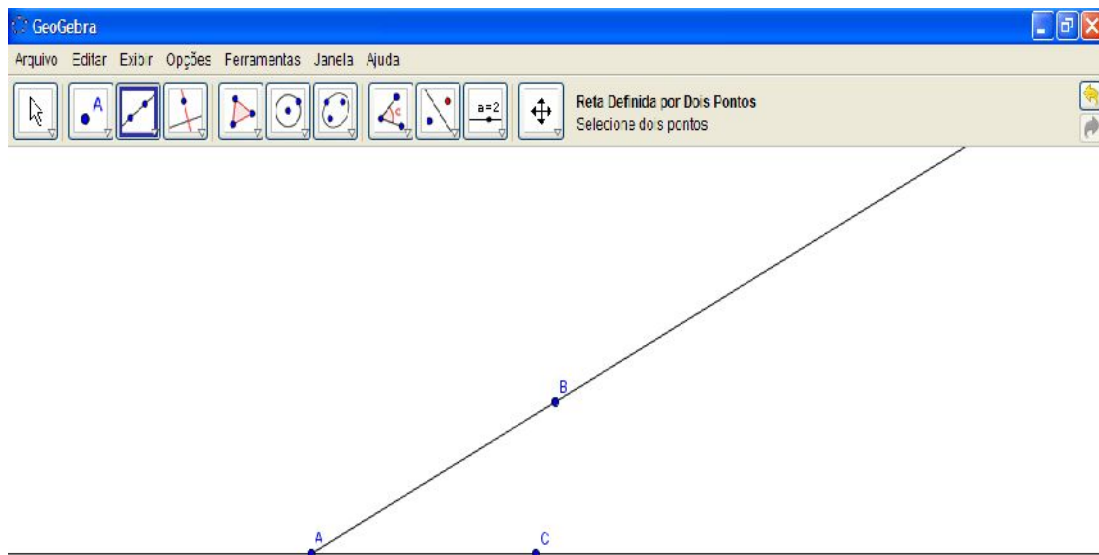 GeoGebra
Arquivo Editar Exibir Opções Ferramentas Janela Ajuda
A
c
a=2
Reta Definida por Dois Pontos
Selecione dois pontos
B
A
C